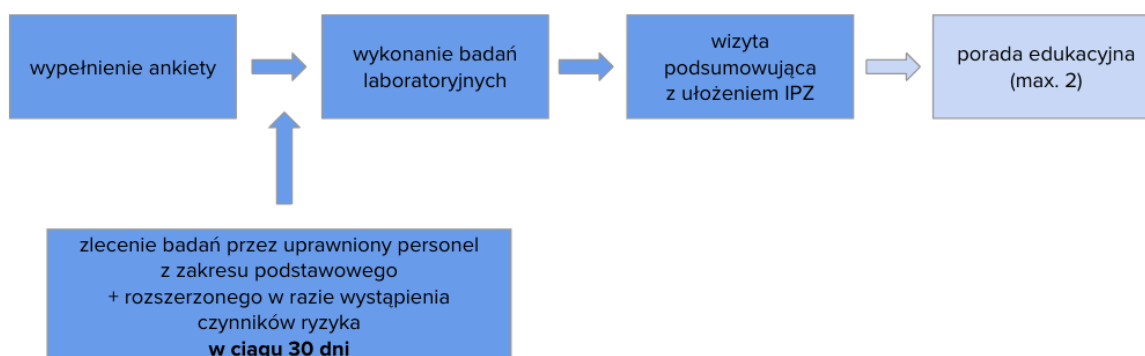 wypełnienie ankiety
wykonanie badań
laboratoryjnych
wizyta
podsumowująca
z ułożeniem IPZ
porada edukacyjna
(max. 2)
zlecenie badań przez uprawniony personel
z zakresu podstawowego
+ rozszerzonego w razie wystąpienia
czynników ryzyka
w ciągu 30 dni